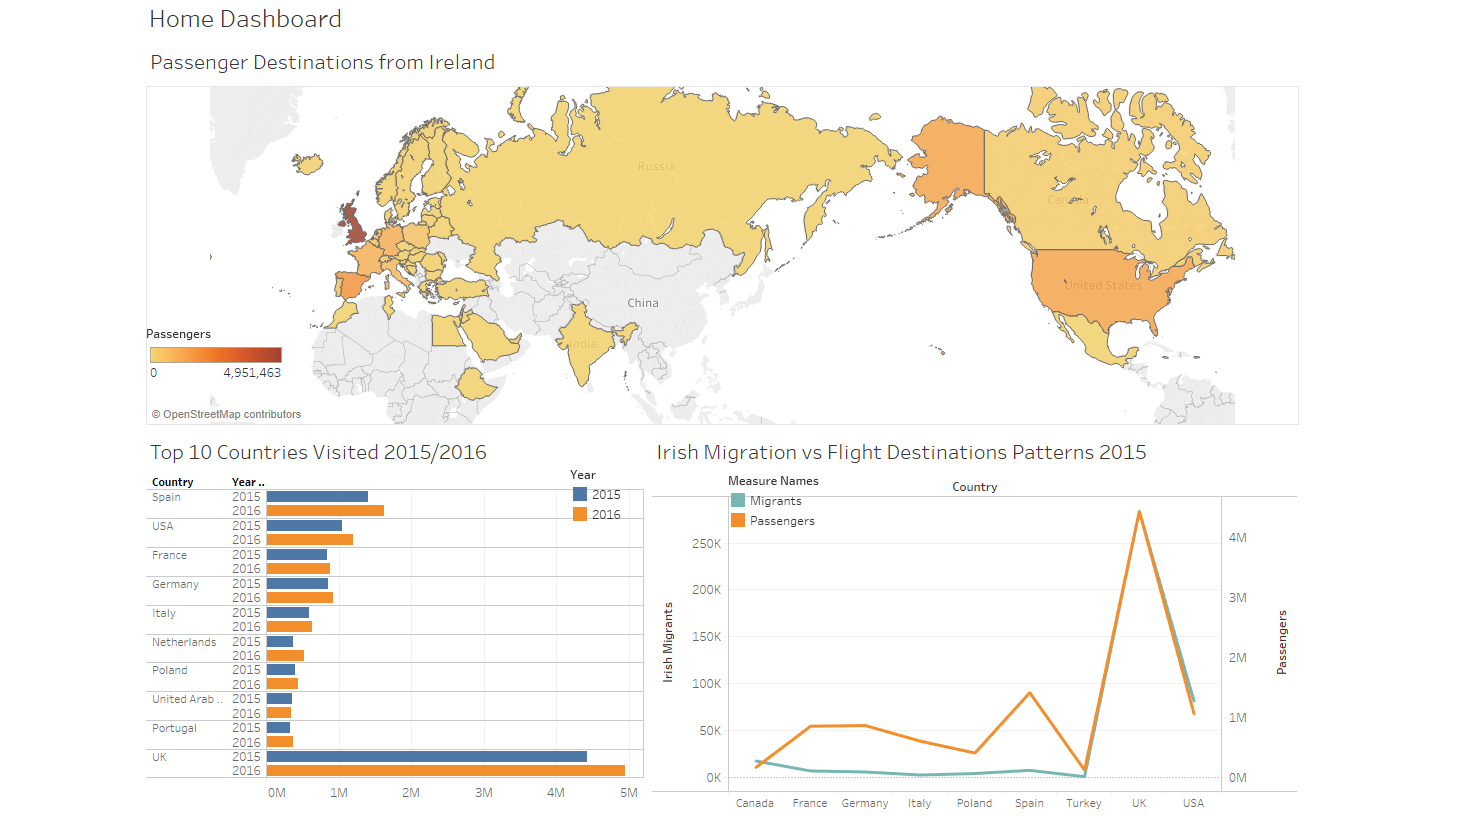 Home Dashboard
Passenger Destinations from Ireland
Russia
Canada
United States
China
India
Passengers
0 4,951,463
© OpenStreetMap contributors
Top 10 Countries Visited 2015/2016
Country Year ..
Spain 2015
2016
USA 2015
2016
France 2015
2016
Germany 2015
2016
Italy 2015
2016
Netherlands 2015
2016
Poland 2015
2016
United Arab .. 2015
2016
Portugal 2015
2016
UK 2015
2016
0M 1M 2M 3M 4M 5M
Year
2015
2016
Irish Migration vs Flight Destinations Patterns 2015
Measure Names
Migrants
Passengers
Country
Irish Migrants
250K
200K
150K
100K
50K
0K
4M
3M
2M
1M
0M
Passengers
Canada France Germany Italy Poland Spain Turkey UK USA